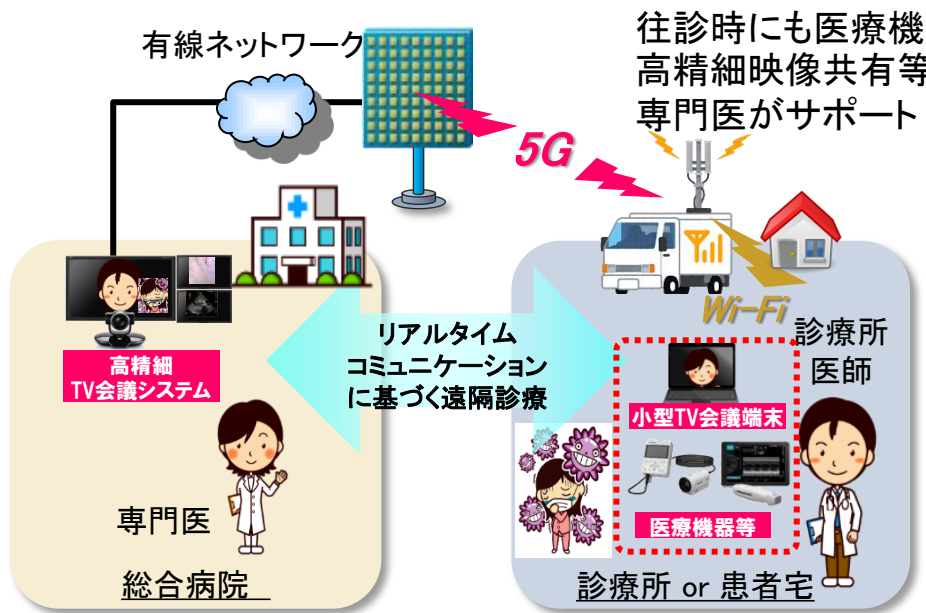 有線ネットワーク
往診時にも医療機
高精細映像共有等
専門医がサポート
5G
Wi-Fi
高精細
TV会議システム
リアルタイム
コミュニケーション
に基づく遠隔診療
診療所
医師
小型TV会議端末
医療機器等
専門医
総合病院
診療所 or 患者宅